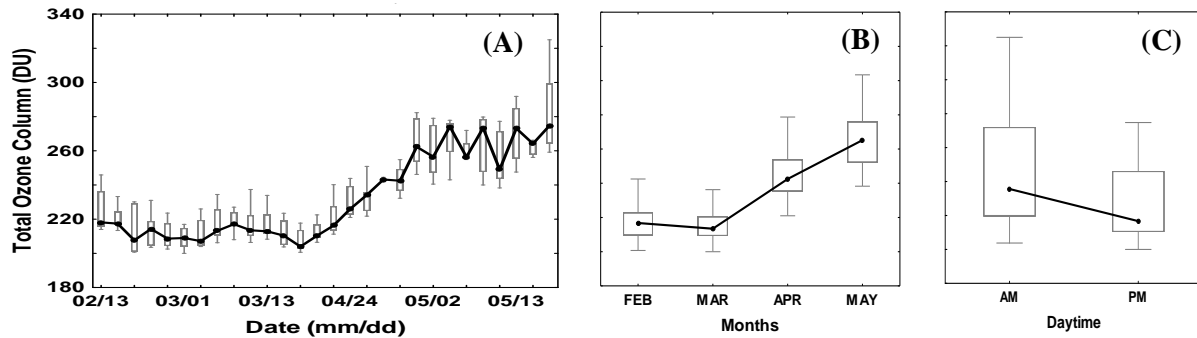 Total Ozone Column (DU)
340
300
260
220
180
(A)
02/13 03/01 03/13 04/24 05/02 05/13
Date (mm/dd)
(B)
FEB MAR APR MAY
Months
(C)
AM PM
Daytime